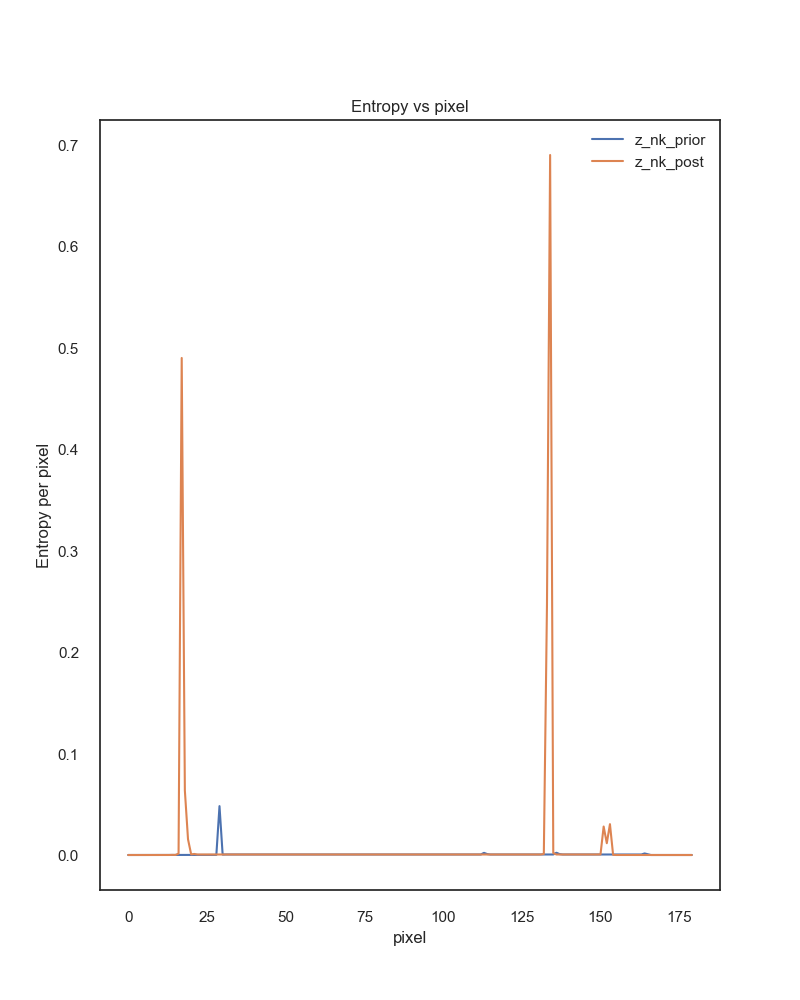 Entropy vs pixel
z_nk_prior
z_nk_post
0.7
0.6
0.5
0.4
0.3
0.2
0.1
0.0
Entropy per pixel
0 25 50 75 100 125 150 175
pixel